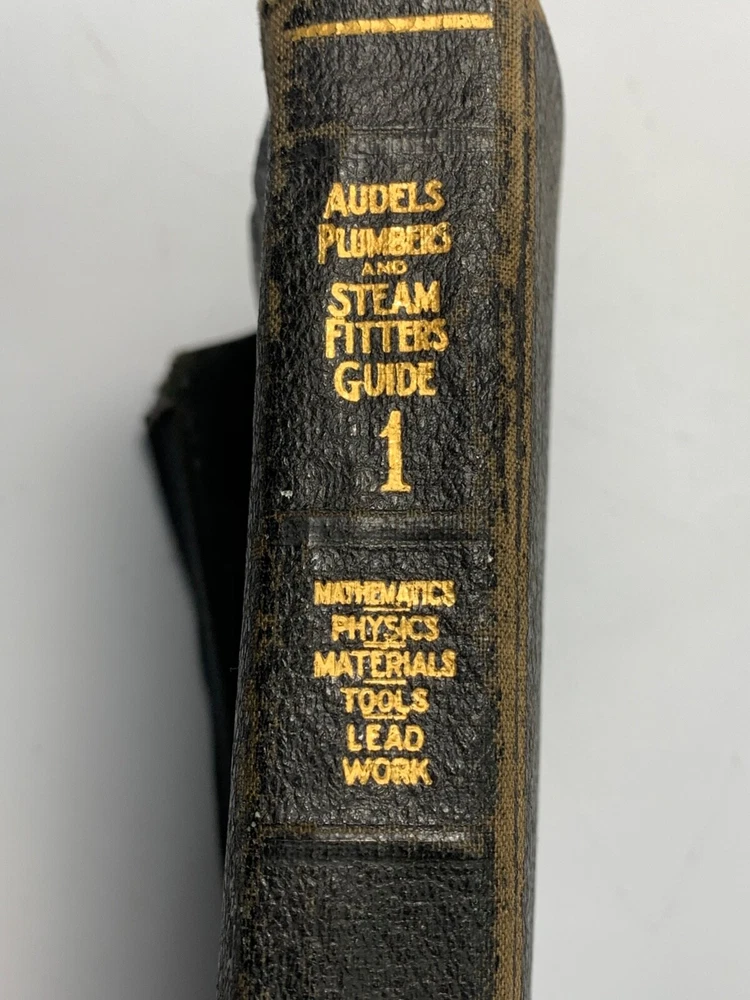 AUDELS
PLUMBERS
AND
STEAM
FITTERS
GUIDE
1
MATHEMATICS
PHYSICS
MATERIALS
TOOLS
LEAD
WORK